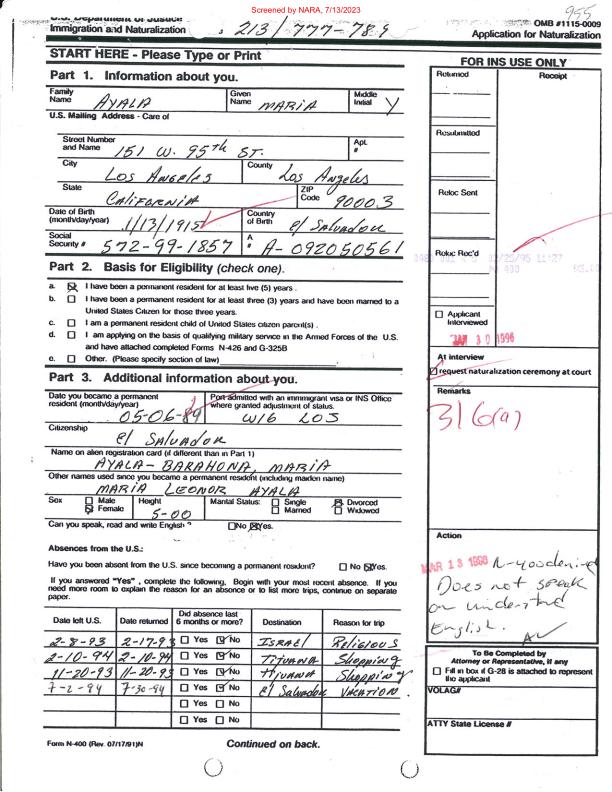 Screened by NARA, 7/13/2023
955
U.S. Department of Justice
OMB #1115-0009
Immigration and Naturalization
213/777-789
Application for Naturalization
START HERE - Please Type or Print
FOR INS USE ONLY
Part 1. Information about you.
Family Name AYALA Given Name MARIA Middle Initial Y
U.S. Mailing Address - Care of
Street Number and Name 151 W. 95th ST. Apt. #
City Los Angeles County Los Angeles
State California ZIP Code 90003
Date of Birth (month/day/year) 1/13/1915 Country of Birth el Salvador
Social Security # 572-99-1857 A # A-092050561
Part 2. Basis for Eligibility (check one).
a. I have been a permanent resident for at least five (5) years .
b. I have been a permanent resident for at least three (3) years and have been married to a
United States Citizen for those three years.
c. I am a permanent resident child of United States citizen parent(s) .
d. I am applying on the basis of qualifying military service in the Armed Forces of the U.S.
and have attached completed Forms N-426 and G-325B
e. Other. (Please specify section of law)
Part 3. Additional information about you.
Date you became a permanent resident (month/day/year) 05-06-89
Port admitted with an immmigrant visa or INS Office where granted adjustment of status. W16 LOS
Citizenship
el SALVADOR
Name on alien registration card (if different than in Part 1)
AYALA-BARAHONA, MARIA
Other names used since you became a permanent resident (including maiden name)
MARIA LEONOR AYALA
Sex Male Female Height 5-00 Marital Status: Single Married Divorced Widowed
Can you speak, read and write English ? No Yes.
Absences from the U.S.:
Have you been absent from the U.S. since becoming a permanent resident? No Yes.
If you answered "Yes" , complete the following. Begin with your most recent absence. If you
need more room to explain the reason for an absence or to list more trips, continue on separate
paper.
Date left U.S. Date returned Did absence last 6 months or more? Destination Reason for trip
2-8-93 2-17-93 Yes No ISRAEL Religious
2-10-94 2-10-94 Yes No Tijuana Shopping
11-20-93 11-20-93 Yes No Tijuana Shopping
7-2-94 7-30-94 Yes No el Salvador VACATION.
Yes No
Yes No
Form N-400 (Rev. 07/17/91)N
Continued on back.
Returned Receipt
Resubmitted
Reloc Sent
Reloc Rec'd
Applicant Interviewed
JAN 30 1996
At interview
request naturalization ceremony at court
Remarks
316(a)
Action
MAR 13 N-400 denied
Does not speak
or understand
English.
To Be Completed by
Attorney or Representative, if any
Fill in box if G-28 is attached to represent
the applicant
VOLAG#
ATTY State License #